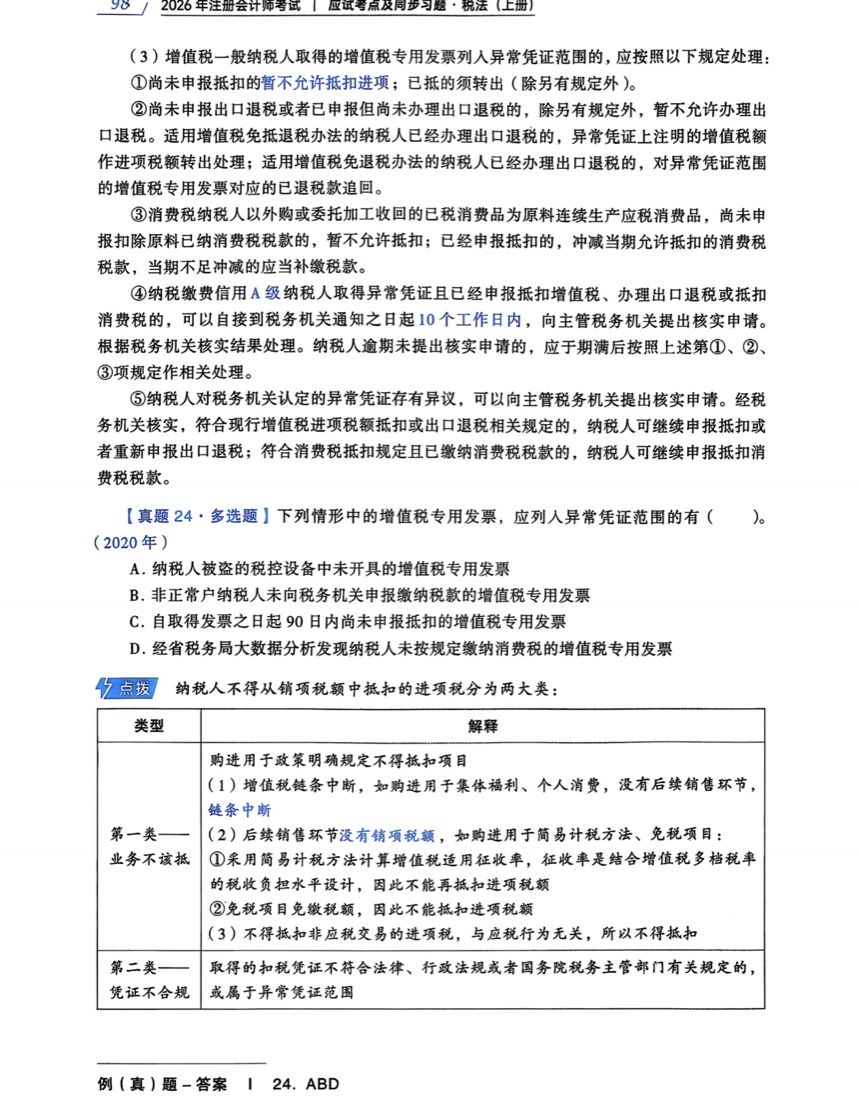 98 2026年注册会计师考试 | 应试考点及同步习题·税法（上册）
（3）增值税一般纳税人取得的增值税专用发票列入异常凭证范围的，应按照以下规定处理：
①尚未申报抵扣的暂不允许抵扣进项；已抵的须转出（除另有规定外）。
②尚未申报出口退税或者已申报但尚未办理出口退税的，除另有规定外，暂不允许办理出
口退税。适用增值税免抵退税办法的纳税人已经办理出口退税的，异常凭证上注明的增值税额
作进项税额转出处理；适用增值税免退税办法的纳税人已经办理出口退税的，对异常凭证范围
的增值税专用发票对应的已退税款追回。
③消费税纳税人以外购或委托加工收回的已税消费品为原料连续生产应税消费品，尚未申
报扣除原料已纳消费税税款的，暂不允许抵扣；已经申报抵扣的，冲减当期允许抵扣的消费税
税款，当期不足冲减的应当补缴税款。
④纳税缴费信用A级纳税人取得异常凭证且已经申报抵扣增值税、办理出口退税或抵扣
消费税的，可以自接到税务机关通知之日起10个工作日内，向主管税务机关提出核实申请。
根据税务机关核实结果处理。纳税人逾期未提出核实申请的，应于期满后按照上述第①、②、
③项规定作相关处理。
⑤纳税人对税务机关认定的异常凭证存有异议，可以向主管税务机关提出核实申请。经税
务机关核实，符合现行增值税进项税额抵扣或出口退税相关规定的，纳税人可继续申报抵扣或
者重新申报出口退税；符合消费税抵扣规定且已缴纳消费税税款的，纳税人可继续申报抵扣消
费税税款。
【真题24·多选题】下列情形中的增值税专用发票，应列入异常凭证范围的有（　　）。
（2020年）
A. 纳税人被盗的税控设备中未开具的增值税专用发票
B. 非正常户纳税人未向税务机关申报缴纳税款的增值税专用发票
C. 自取得发票之日起90日内尚未申报抵扣的增值税专用发票
D. 经省税务局大数据分析发现纳税人未按规定缴纳消费税的增值税专用发票
点拨 纳税人不得从销项税额中抵扣的进项税分为两大类：
类型 解释
购进用于政策明确规定不得抵扣项目
（1）增值税链条中断，如购进用于集体福利、个人消费，没有后续销售环节，
链条中断
第一类——（2）后续销售环节没有销项税额，如购进用于简易计税方法、免税项目：
业务不该抵 ①采用简易计税方法计算增值税适用征收率，征收率是结合增值税多档税率
的税收负担水平设计，因此不能再抵扣进项税额
②免税项目免缴税额，因此不能抵扣进项税额
（3）不得抵扣非应税交易的进项税，与应税行为无关，所以不得抵扣
第二类—— 取得的扣税凭证不符合法律、行政法规或者国务院税务主管部门有关规定的，
凭证不合规 或属于异常凭证范围
例（真）题–答案 | 24. ABD